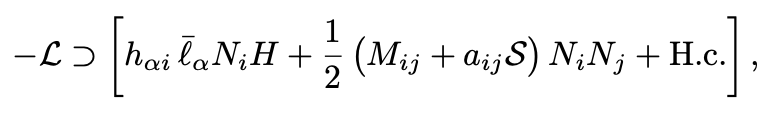 −ℒ ⊃ [ h_{αi} ℓ̄_α N_i H + 1/2 (M_{ij} + a_{ij} 𝒮) N_i N_j + H.c. ] ,